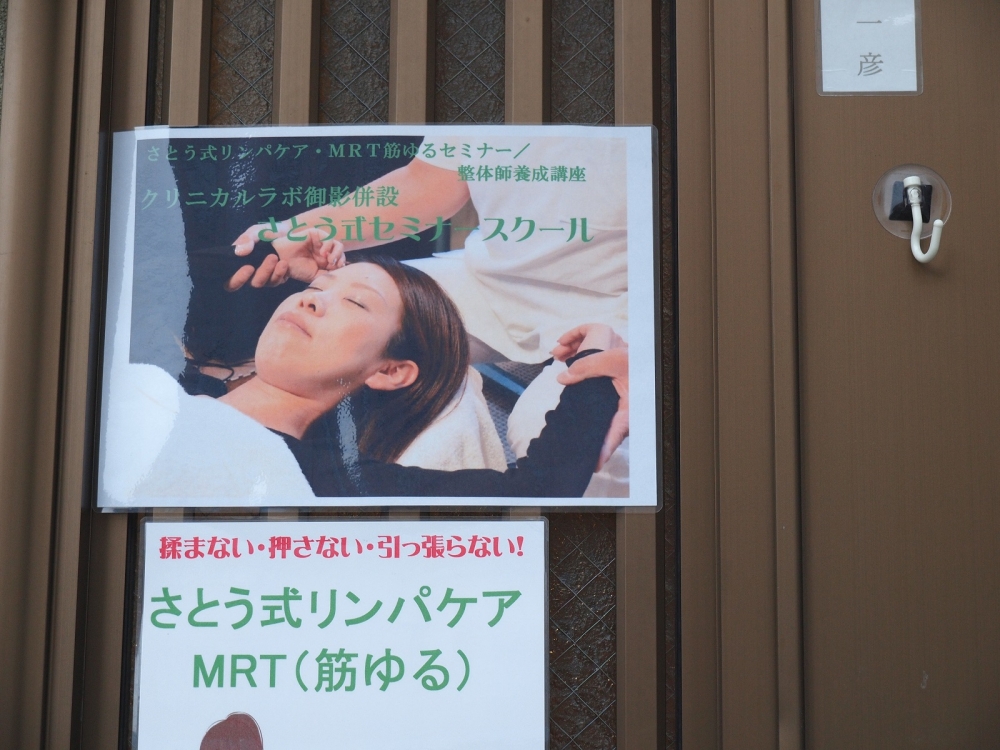 一彦
さとう式リンパケア・MRT筋ゆるセミナー／
整体師養成講座
クリニカルラボ御影併設
さとう式セミナースクール
揉まない・押さない・引っ張らない!
さとう式リンパケア
MRT（筋ゆる）